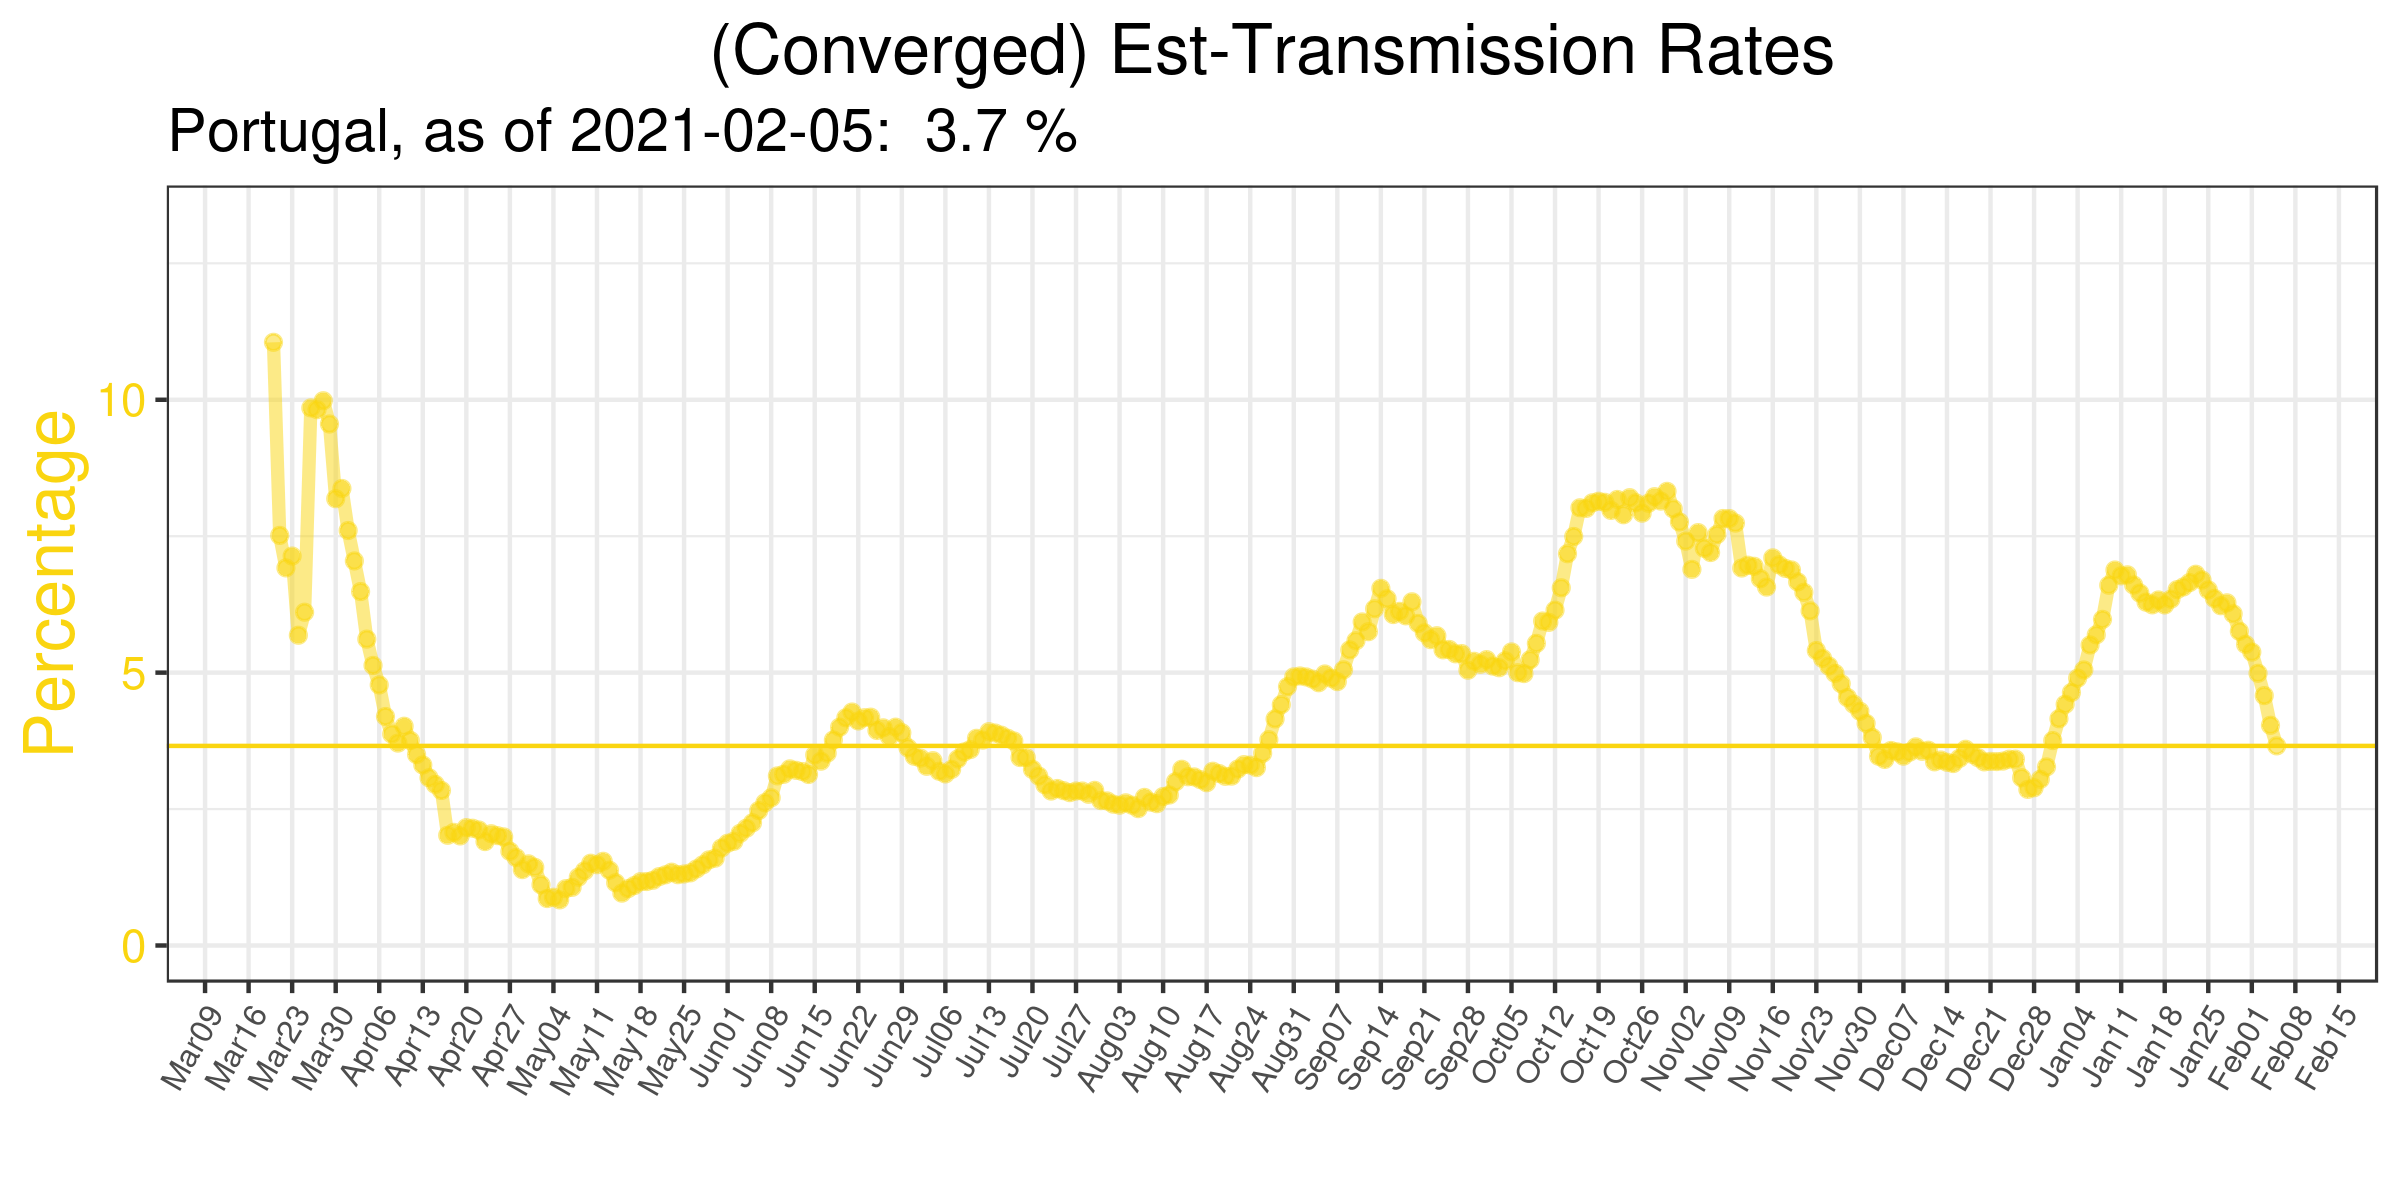 (Converged) Est-Transmission Rates
Portugal, as of 2021-02-05:  3.7 %
Percentage
10
5
0
Mar09
Mar16
Mar23
Mar30
Apr06
Apr13
Apr20
Apr27
May04
May11
May18
May25
Jun01
Jun08
Jun15
Jun22
Jun29
Jul06
Jul13
Jul20
Jul27
Aug03
Aug10
Aug17
Aug24
Aug31
Sep07
Sep14
Sep21
Sep28
Oct05
Oct12
Oct19
Oct26
Nov02
Nov09
Nov16
Nov23
Nov30
Dec07
Dec14
Dec21
Dec28
Jan04
Jan11
Jan18
Jan25
Feb01
Feb08
Feb15